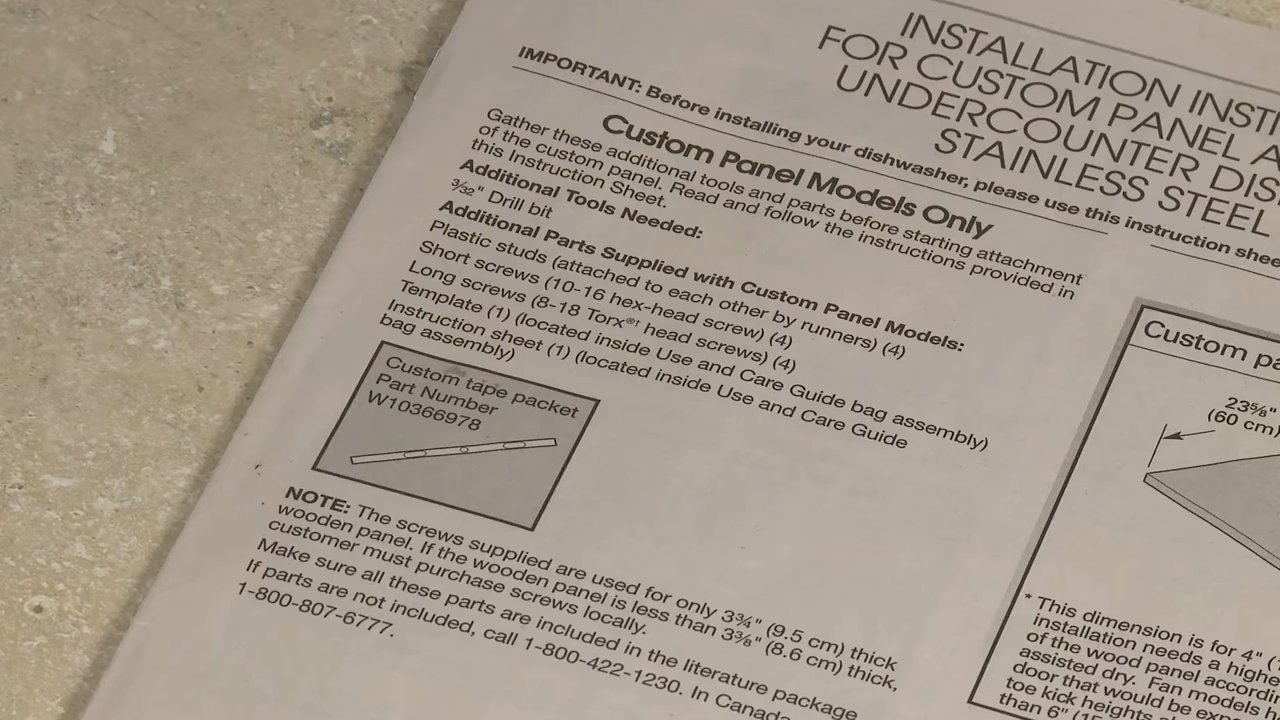 INSTALLATION
FOR CUSTOM PANEL
UNDERCOUNTER
STAINLESS STEEL
IMPORTANT: Before installing your dishwasher, please use this instruction
Custom Panel Models Only
Gather these additional tools and parts before starting attachment
of the custom panel. Read and follow the instructions provided in
this Instruction Sheet.
Additional Tools Needed:
3/32" Drill bit
Additional Parts Supplied with Custom Panel Models:
Plastic studs (attached to each other by runners) (4)
Short screws (10-16 hex-head screw) (4)
Long screws (8-18 Torx®† head screws) (4)
Template (1) (located inside Use and Care Guide bag assembly)
Instruction sheet (1) (located inside Use and Care Guide
bag assembly)
Custom tape packet
Part Number
W10366978
NOTE: The screws supplied are used for only 3¾" (9.5 cm) thick
wooden panel. If the wooden panel is less than 3⅜" (8.6 cm) thick,
customer must purchase screws locally.
Make sure all these parts are included in the literature package
If parts are not included, call 1-800-422-1230. In Canada
1-800-807-6777.
Custom
23⅝"
(60 cm)
* This dimension is for 4"
installation needs a
of the wood panel
assisted dry. Fan models
door that would be
toe kick heights
than 6"